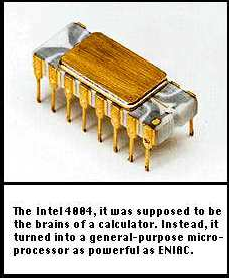 The Intel 4004, it was supposed to be
the brains of a calculator. Instead, it
turned into a general-purpose micro-
processor as powerful as ENIAC.